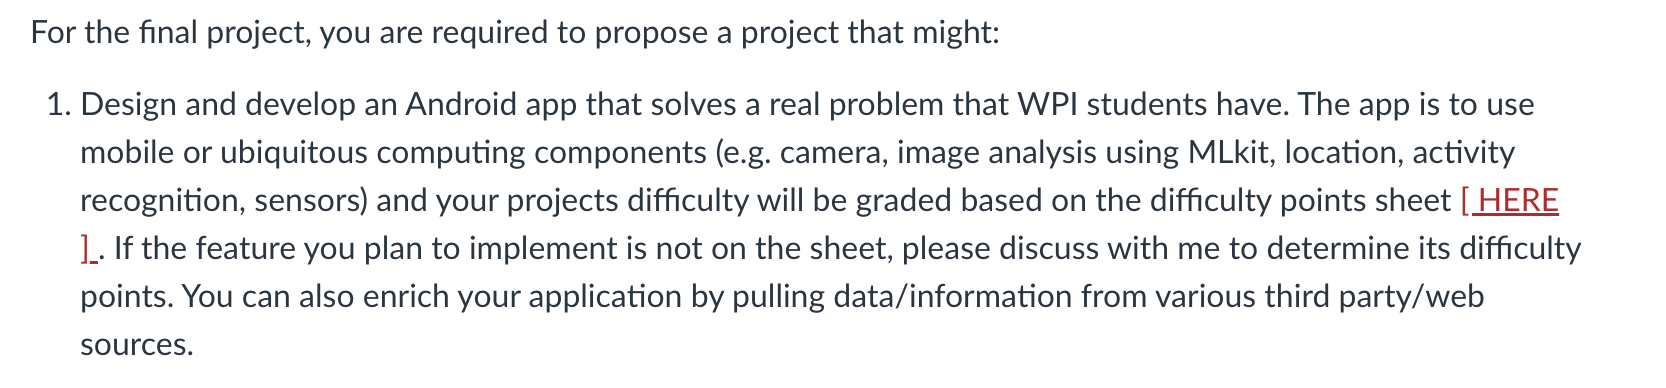 For the final project, you are required to propose a project that might:
1. Design and develop an Android app that solves a real problem that WPI students have. The app is to use
mobile or ubiquitous computing components (e.g. camera, image analysis using MLkit, location, activity
recognition, sensors) and your projects difficulty will be graded based on the difficulty points sheet [ HERE
]. If the feature you plan to implement is not on the sheet, please discuss with me to determine its difficulty
points. You can also enrich your application by pulling data/information from various third party/web
sources.